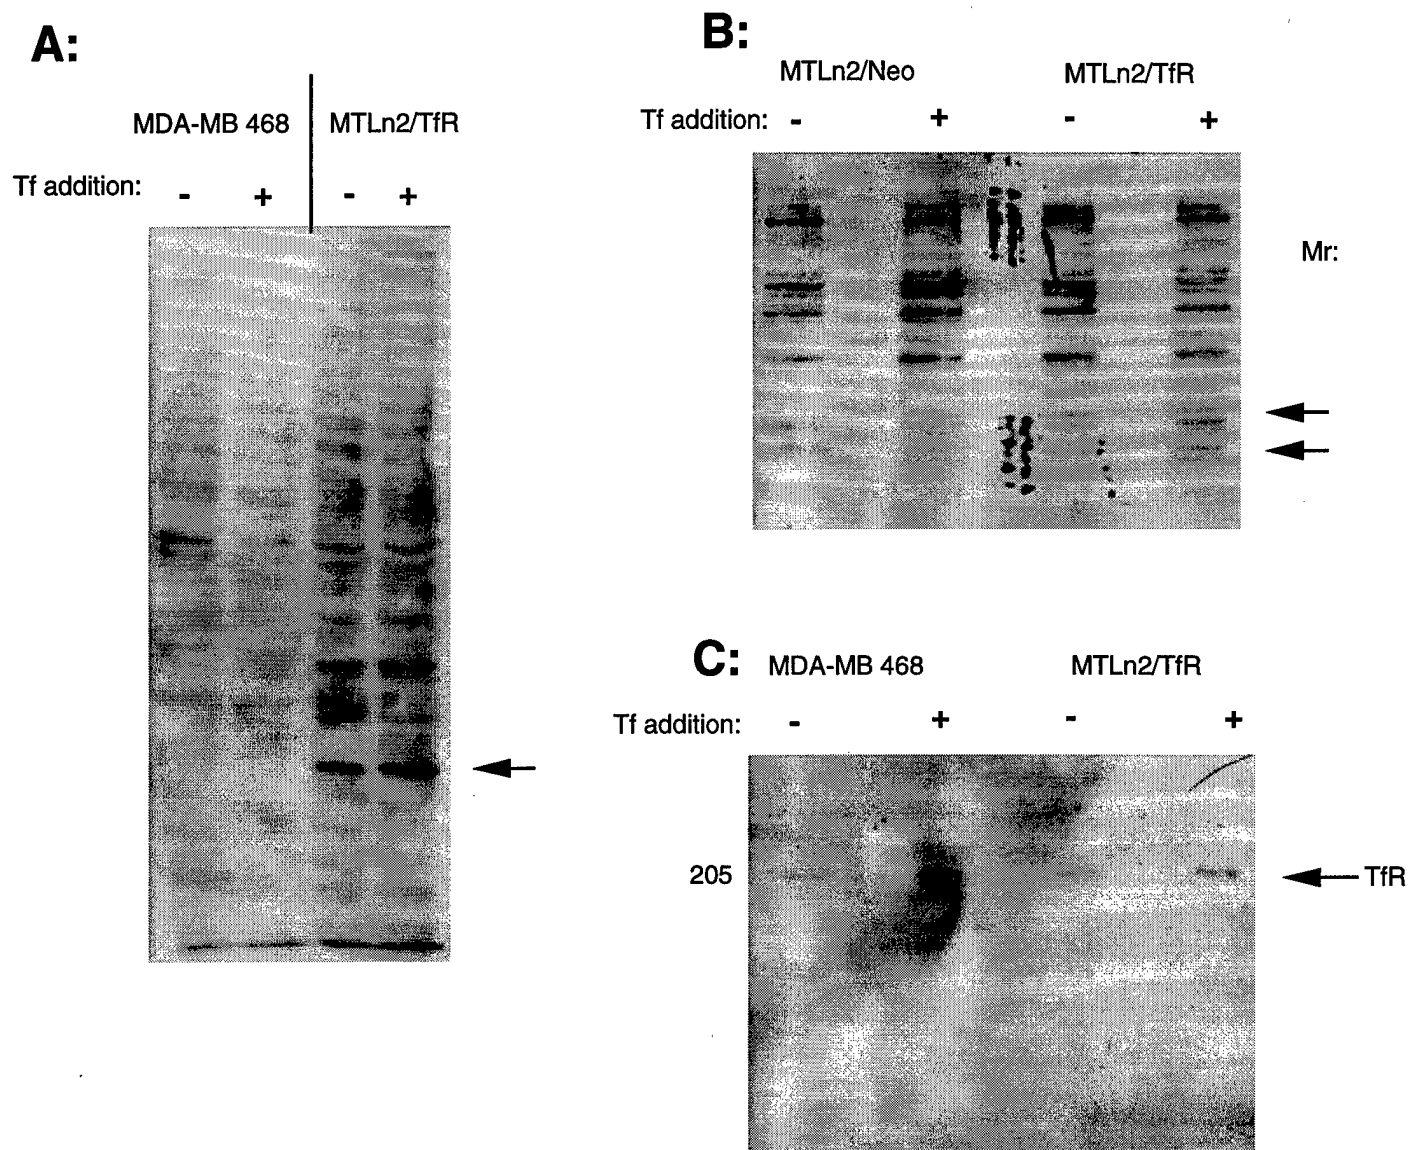 A:
MDA-MB 468 MTLn2/TfR
Tf addition: - + - +
B:
MTLn2/Neo MTLn2/TfR
Tf addition: - + - +
Mr:
C: MDA-MB 468 MTLn2/TfR
Tf addition: - + - +
205
TfR